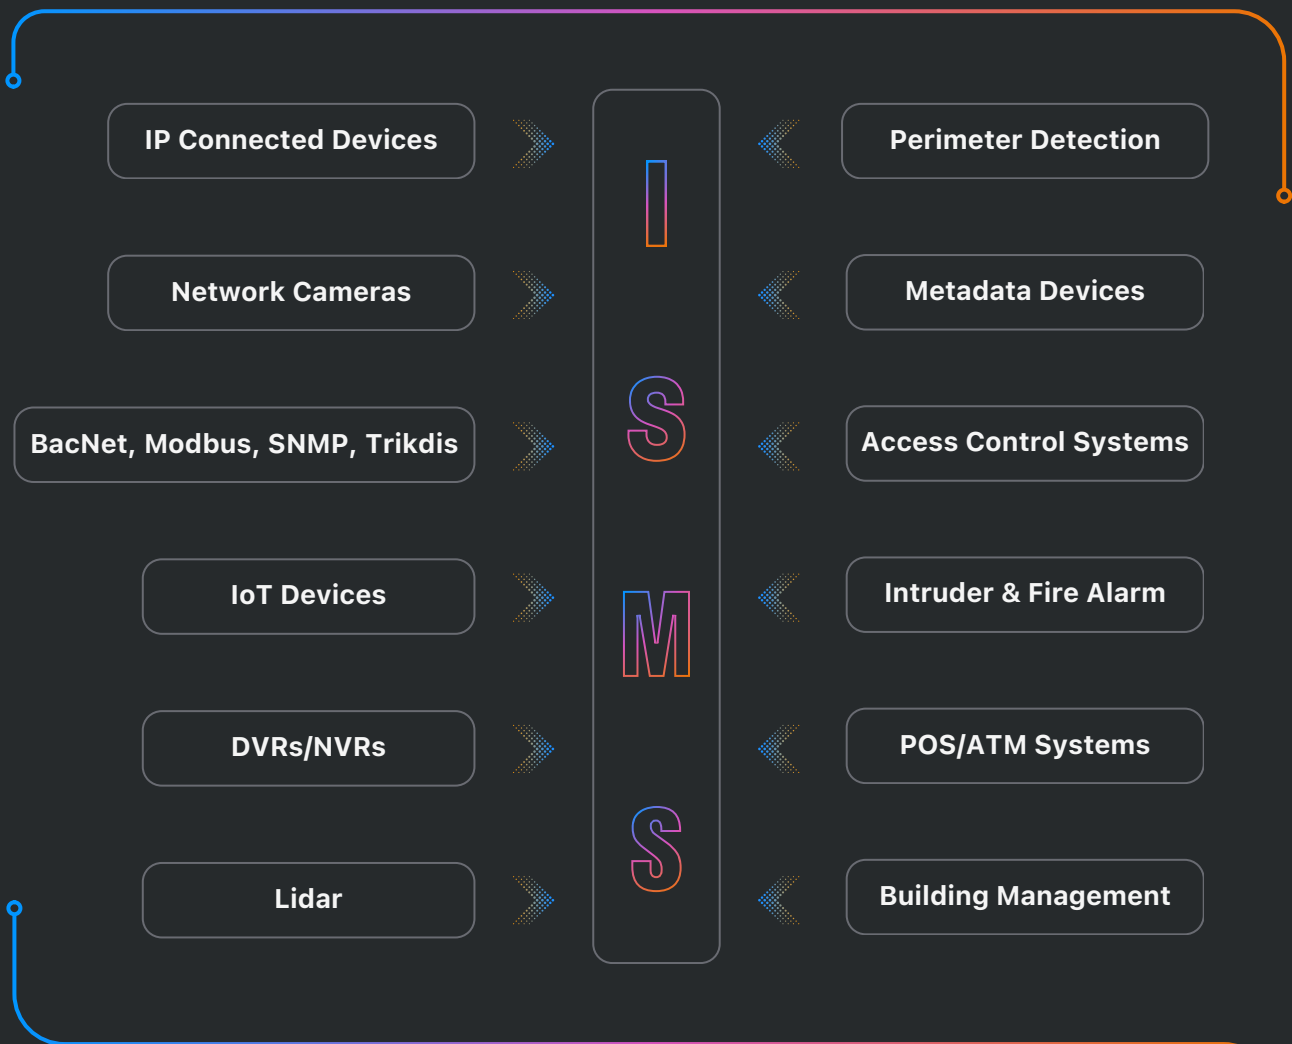 IP Connected Devices
Network Cameras
BacNet, Modbus, SNMP, Trikdis
IoT Devices
DVRs/NVRs
Lidar
I
S
M
S
Perimeter Detection
Metadata Devices
Access Control Systems
Intruder & Fire Alarm
POS/ATM Systems
Building Management